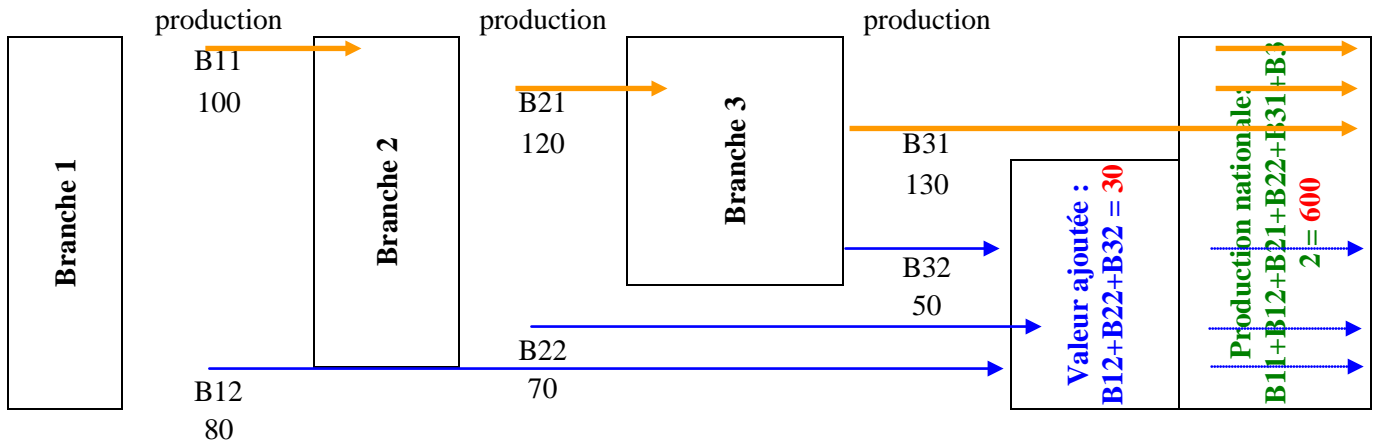 production
production
production
B11
100
B21
120
B31
130
Branche 1
Branche 2
Branche 3
B32
50
B22
70
B12
80
Valeur ajoutée :
B12+B22+B32 = 30
Production nationale:
B11+B12+B21+B22+B31+B3
2 = 600